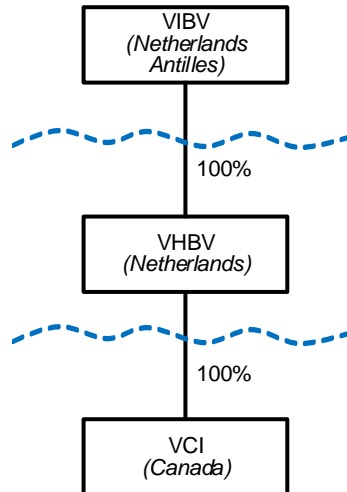 VIBV
(Netherlands
Antilles)
100%
VHBV
(Netherlands)
100%
VCI
(Canada)